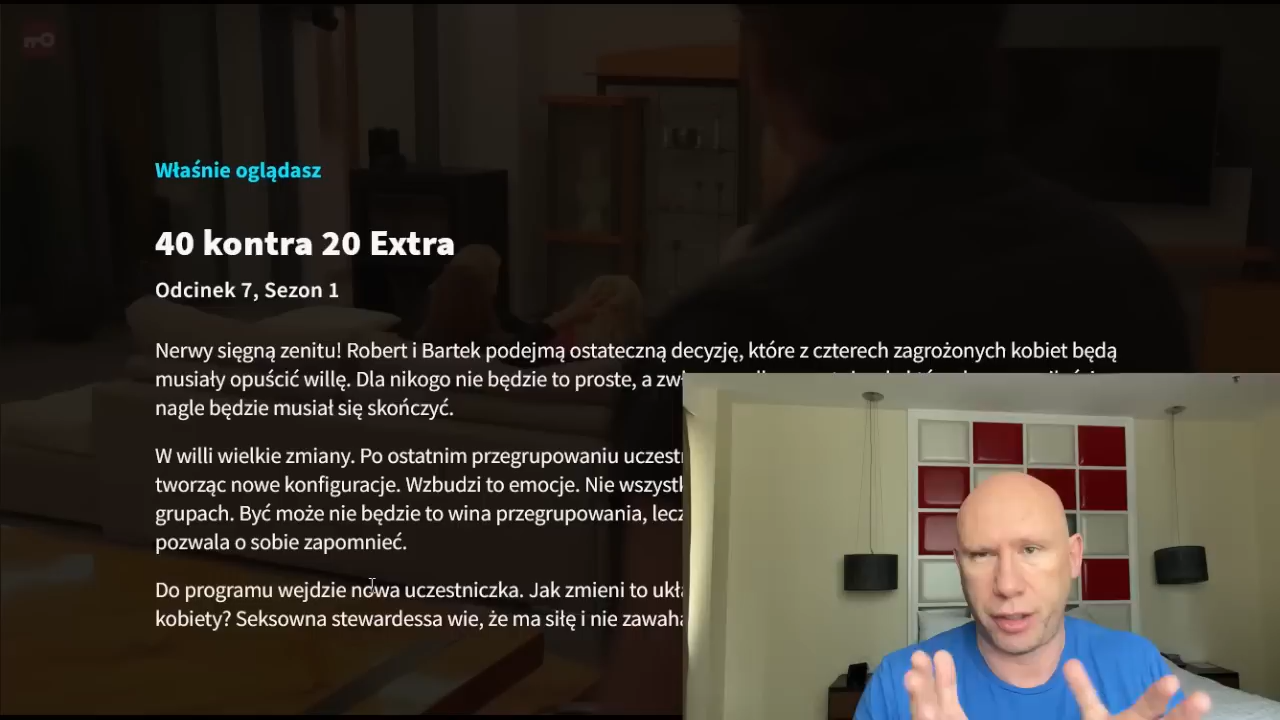 Właśnie oglądasz
40 kontra 20 Extra
Odcinek 7, Sezon 1
Nerwy sięgną zenitu! Robert i Bartek podejmą ostateczną decyzję, które z czterech zagrożonych kobiet będą
musiały opuścić willę. Dla nikogo nie będzie to proste, a
nagle będzie musiał się skończyć.
W willi wielkie zmiany. Po ostatnim przegrupowaniu
tworząc nowe konfiguracje. Wzbudzi to emocje. Nie
grupach. Być może nie będzie to wina przegrupowania, lecz
pozwala o sobie zapomnieć.
Do programu wejdzie nowa uczestniczka. Jak zmieni to
kobiety? Seksowna stewardessa wie, że ma siłę i nie